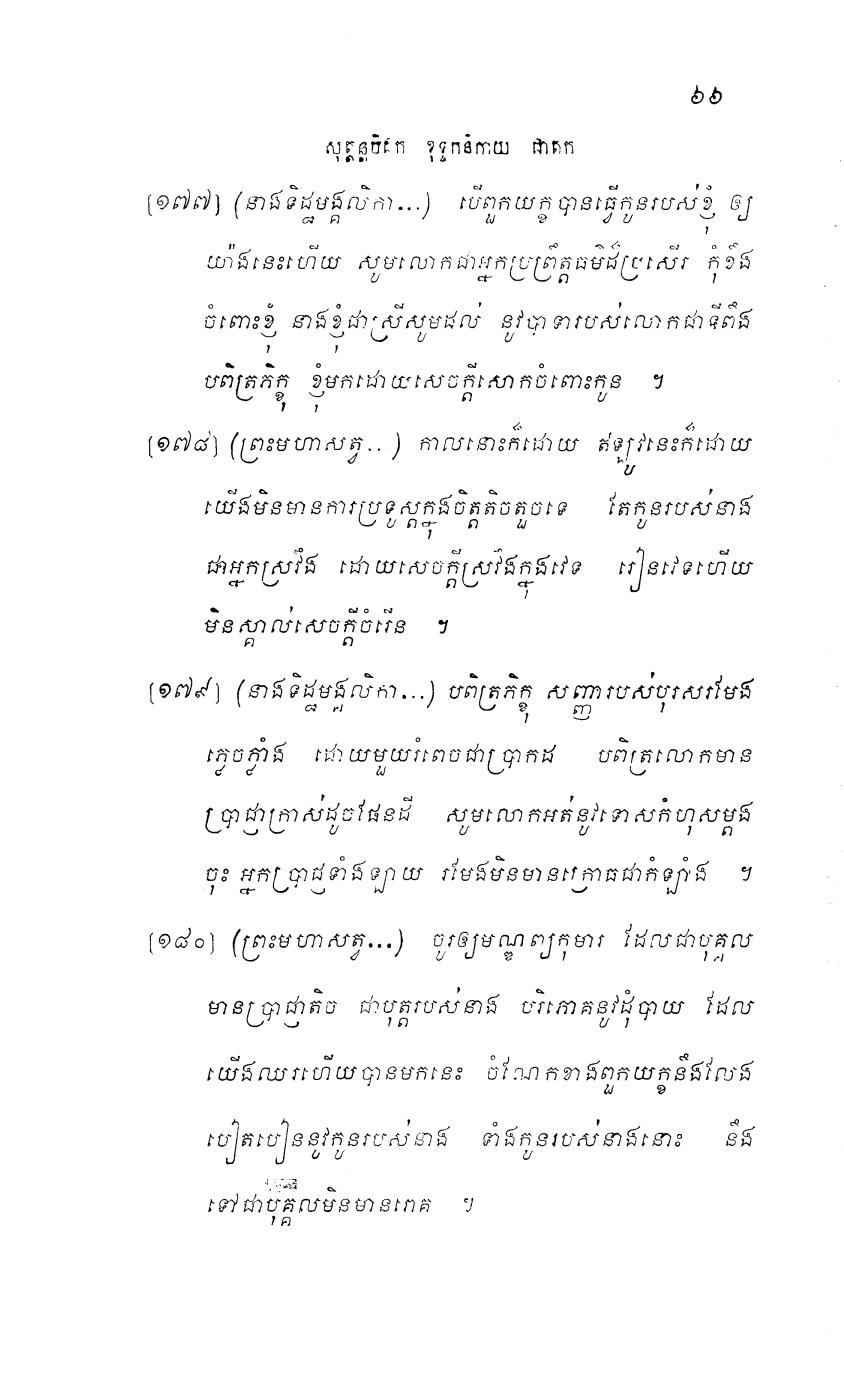 ៦៦
សុត្តន្តបិដក ខុទ្ទកនិកាយ ជាតក
[១៧៧] (នាងទិដ្ឋមង្គលិកា...) បើពួកយក្ខបានធ្វើកូនរបស់ខ្ញុំ ឲ្យ
យ៉ាងនេះហើយ សូមលោកជាអ្នកប្រព្រឹត្តធម៌ដ៏ប្រសើរ កុំខឹង
ចំពោះខ្ញុំ នាងខ្ញុំជាស្រីសូមដល់ នូវបាទារបស់លោកជាទីពឹង
បពិត្រភិក្ខុ ខ្ញុំមកដោយសេចក្តីសោកចំពោះកូន ។
[១៧៨] (ព្រះមហាសត្វ..) កាលនោះក៏ដោយ ឥឡូវនេះក៏ដោយ
យើងមិនមានការប្រទូស្តក្នុងចិត្តតិចតួចទេ តែកូនរបស់នាង
ជាអ្នកស្រវឹង ដោយសេចក្តីស្រវឹងក្នុងវេទ រៀនវេទហើយ
មិនស្គាល់សេចក្តីចំរើន ។
[១៧៩] (នាងទិដ្ឋមង្គលិកា...) បពិត្រភិក្ខុ សញ្ញារបស់បុរសរមែង
ភ្លេចភ្លាំង ដោយមួយរំពេចជាប្រាកដ បពិត្រលោកមាន
ប្រាជ្ញាក្រាស់ដូចផែនដី សូមលោកអត់នូវទោសកំហុសម្តង
ចុះ អ្នកប្រាជ្ញទាំងឡាយ រមែងមិនមានក្រោធជាកំឡាំង ។
[១៨០] (ព្រះមហាសត្វ...) ចូរឲ្យមណ្ឌព្យកុមារ ដែលជាបុគ្គល
មានប្រាជ្ញាតិច ជាបុត្តរបស់នាង បរិភោគនូវដុំបាយ ដែល
យើងឈរហើយបានមកនេះ ចំណែកខាងពួកយក្ខនឹងលែង
បៀតបៀននូវកូនរបស់នាង ទាំងកូនរបស់នាងនោះ នឹង
ទៅជាបុគ្គលមិនមានរោគ ។